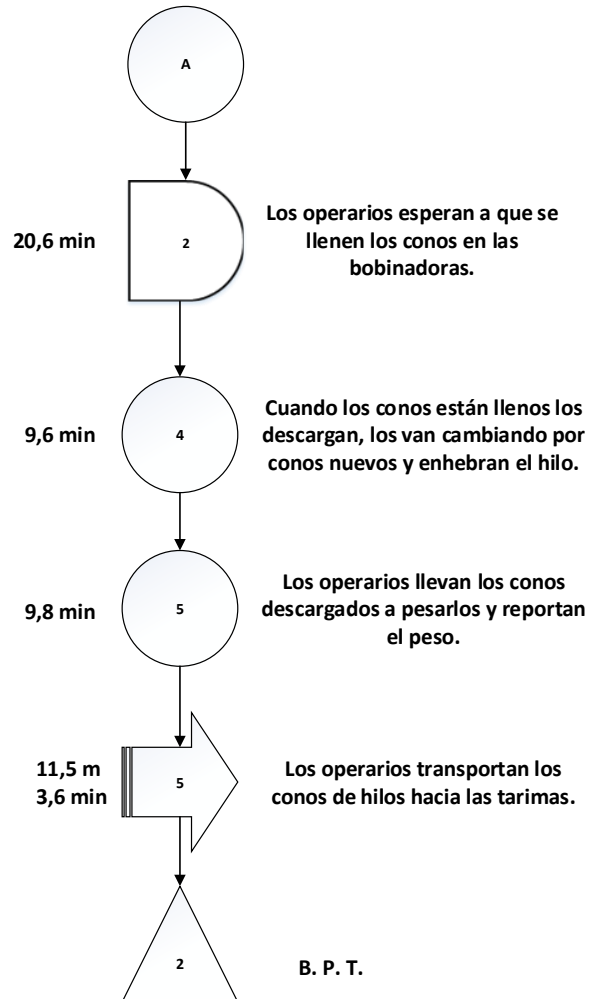 A
20,6 min
2
Los operarios esperan a que se
llenen los conos en las
bobinadoras.
9,6 min
4
Cuando los conos están llenos los
descargan, los van cambiando por
conos nuevos y enhebran el hilo.
9,8 min
5
Los operarios llevan los conos
descargados a pesarlos y reportan
el peso.
11,5 m
3,6 min
5
Los operarios transportan los
conos de hilos hacia las tarimas.
2
B. P. T.